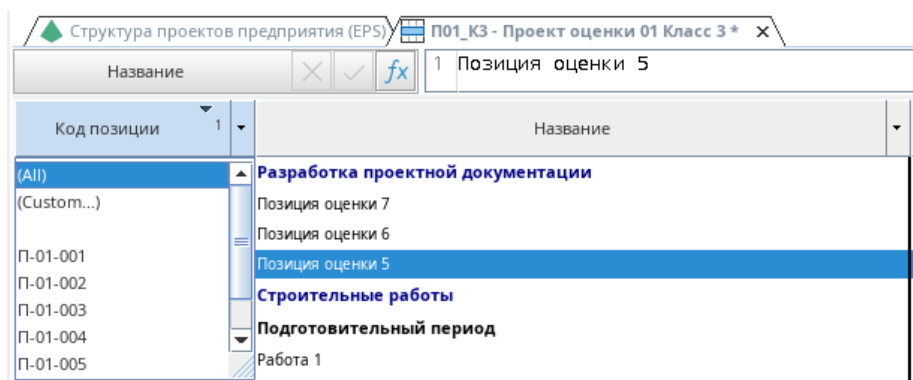 Структура проектов предприятия (EPS) П01_К3 - Проект оценки 01 Класс 3 * x
Название fx 1 Позиция оценки 5
Код позиции 1 Название
(All) Разработка проектной документации
(Custom...) Позиция оценки 7
Позиция оценки 6
П-01-001 Позиция оценки 5
П-01-002
П-01-003 Строительные работы
П-01-004 Подготовительный период
П-01-005 Работа 1